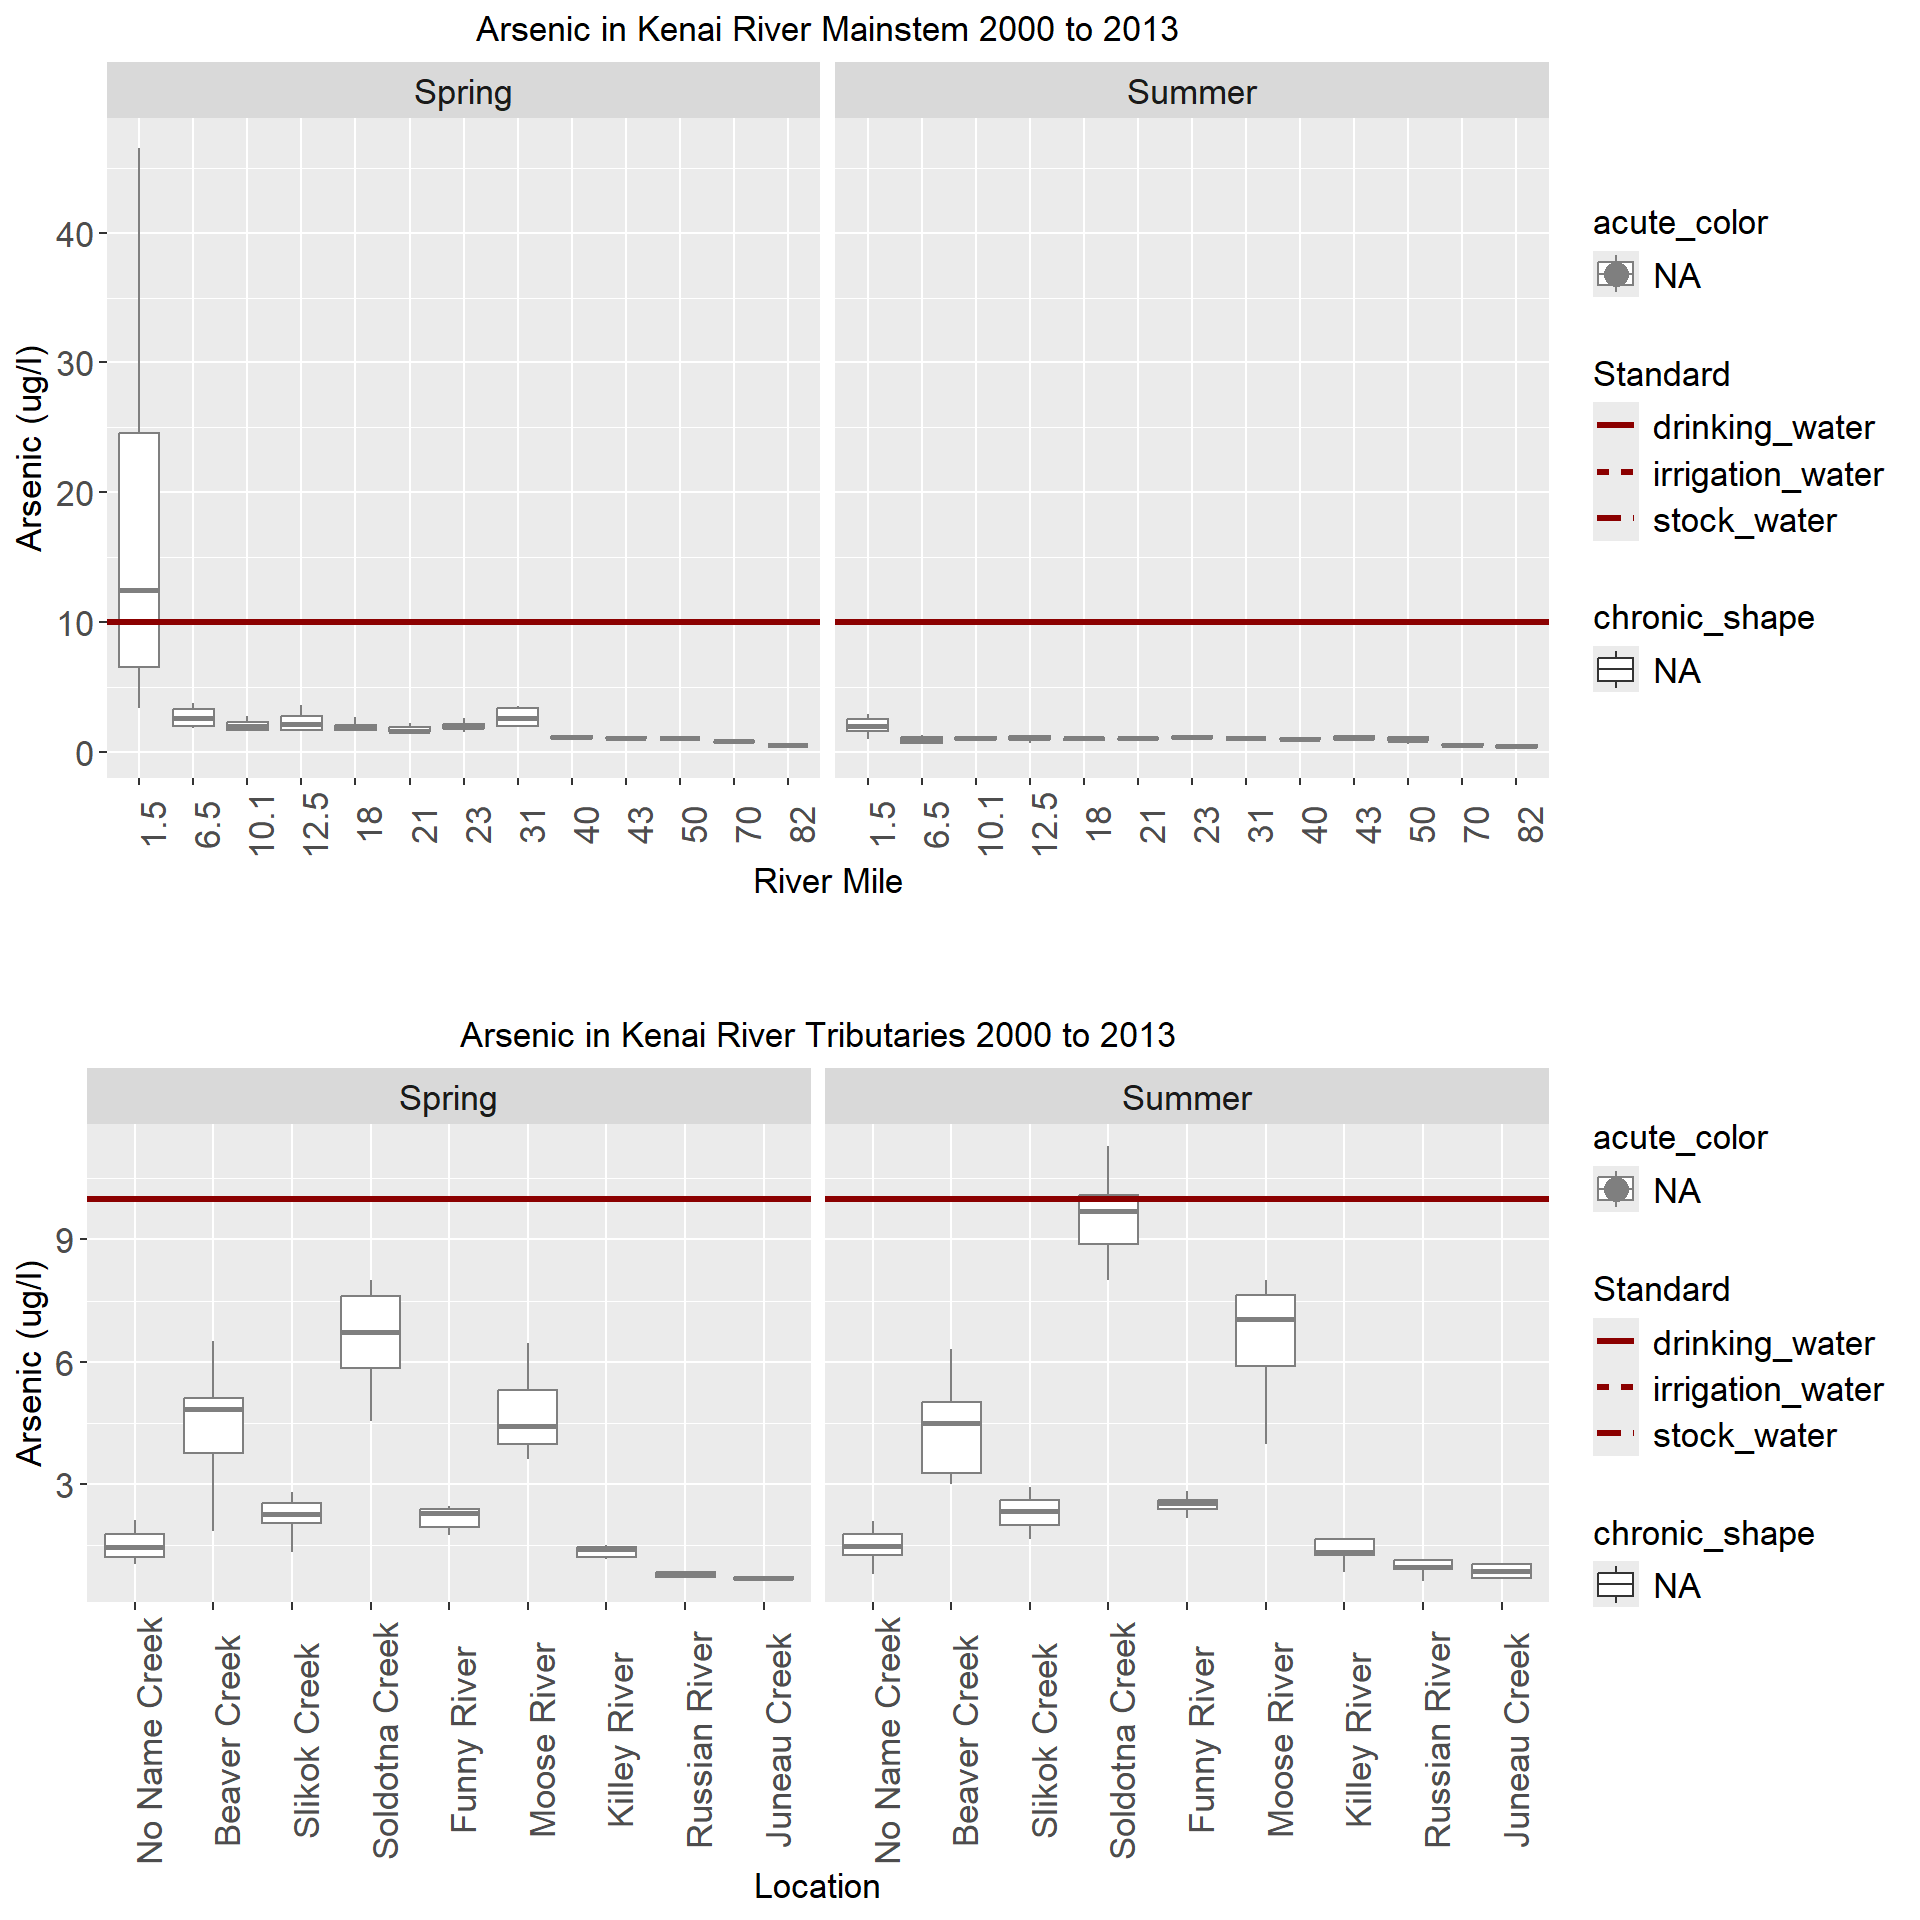 Arsenic in Kenai River Mainstem 2000 to 2013
Spring
Summer
Arsenic (ug/l)
40
30
20
10
0
1.5
6.5
10.1
12.5
18
21
23
31
40
43
50
70
82
1.5
6.5
10.1
12.5
18
21
23
31
40
43
50
70
82
River Mile
acute_color
NA
Standard
drinking_water
irrigation_water
stock_water
chronic_shape
NA
Arsenic in Kenai River Tributaries 2000 to 2013
Spring
Summer
Arsenic (ug/l)
9
6
3
No Name Creek
Beaver Creek
Slikok Creek
Soldotna Creek
Funny River
Moose River
Killey River
Russian River
Juneau Creek
No Name Creek
Beaver Creek
Slikok Creek
Soldotna Creek
Funny River
Moose River
Killey River
Russian River
Juneau Creek
Location
acute_color
NA
Standard
drinking_water
irrigation_water
stock_water
chronic_shape
NA